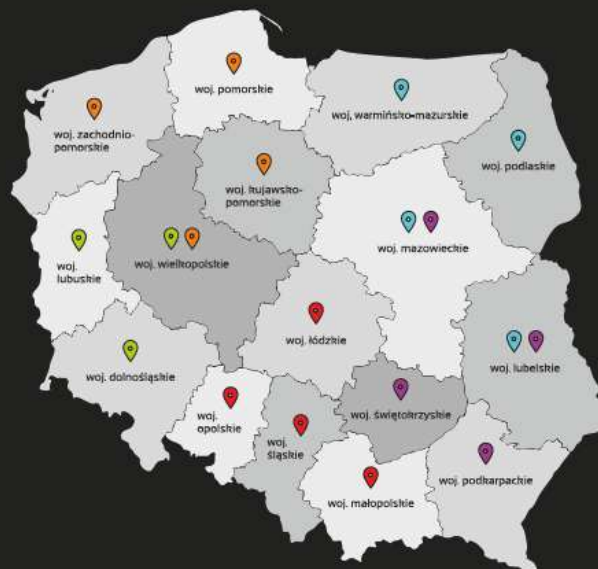 woj. pomorskie
woj. warmińsko-mazurskie
woj. zachodnio-
pomorskie
woj. podlaskie
woj. kujawsko-
pomorskie
woj. mazowieckie
woj.
lubuskie
woj. wielkopolskie
woj. łódzkie
woj. lubelskie
woj. dolnośląskie
woj.
opolskie
woj.
śląskie
woj. świętokrzyskie
woj. małopolskie
woj. podkarpackie